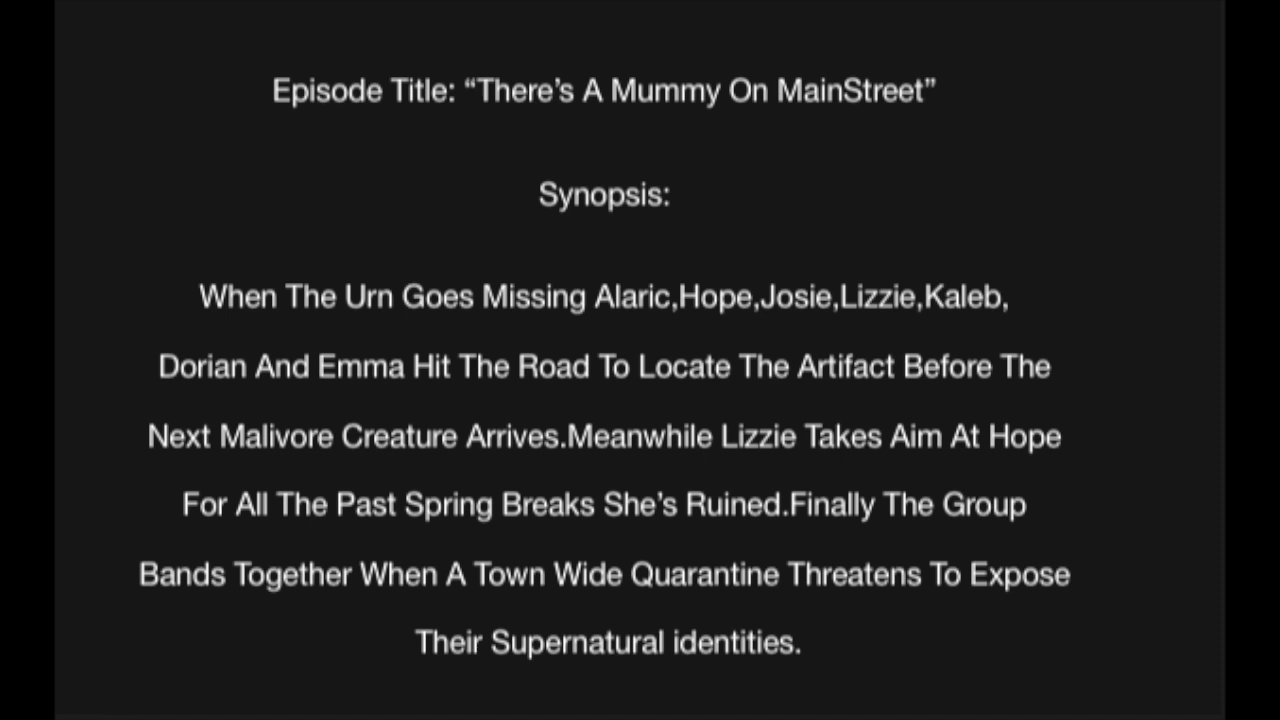 Episode Title: “There’s A Mummy On MainStreet”
Synopsis:
When The Urn Goes Missing Alaric,Hope,Josie,Lizzie,Kaleb,
Dorian And Emma Hit The Road To Locate The Artifact Before The
Next Malivore Creature Arrives.Meanwhile Lizzie Takes Aim At Hope
For All The Past Spring Breaks She’s Ruined.Finally The Group
Bands Together When A Town Wide Quarantine Threatens To Expose
Their Supernatural identities.